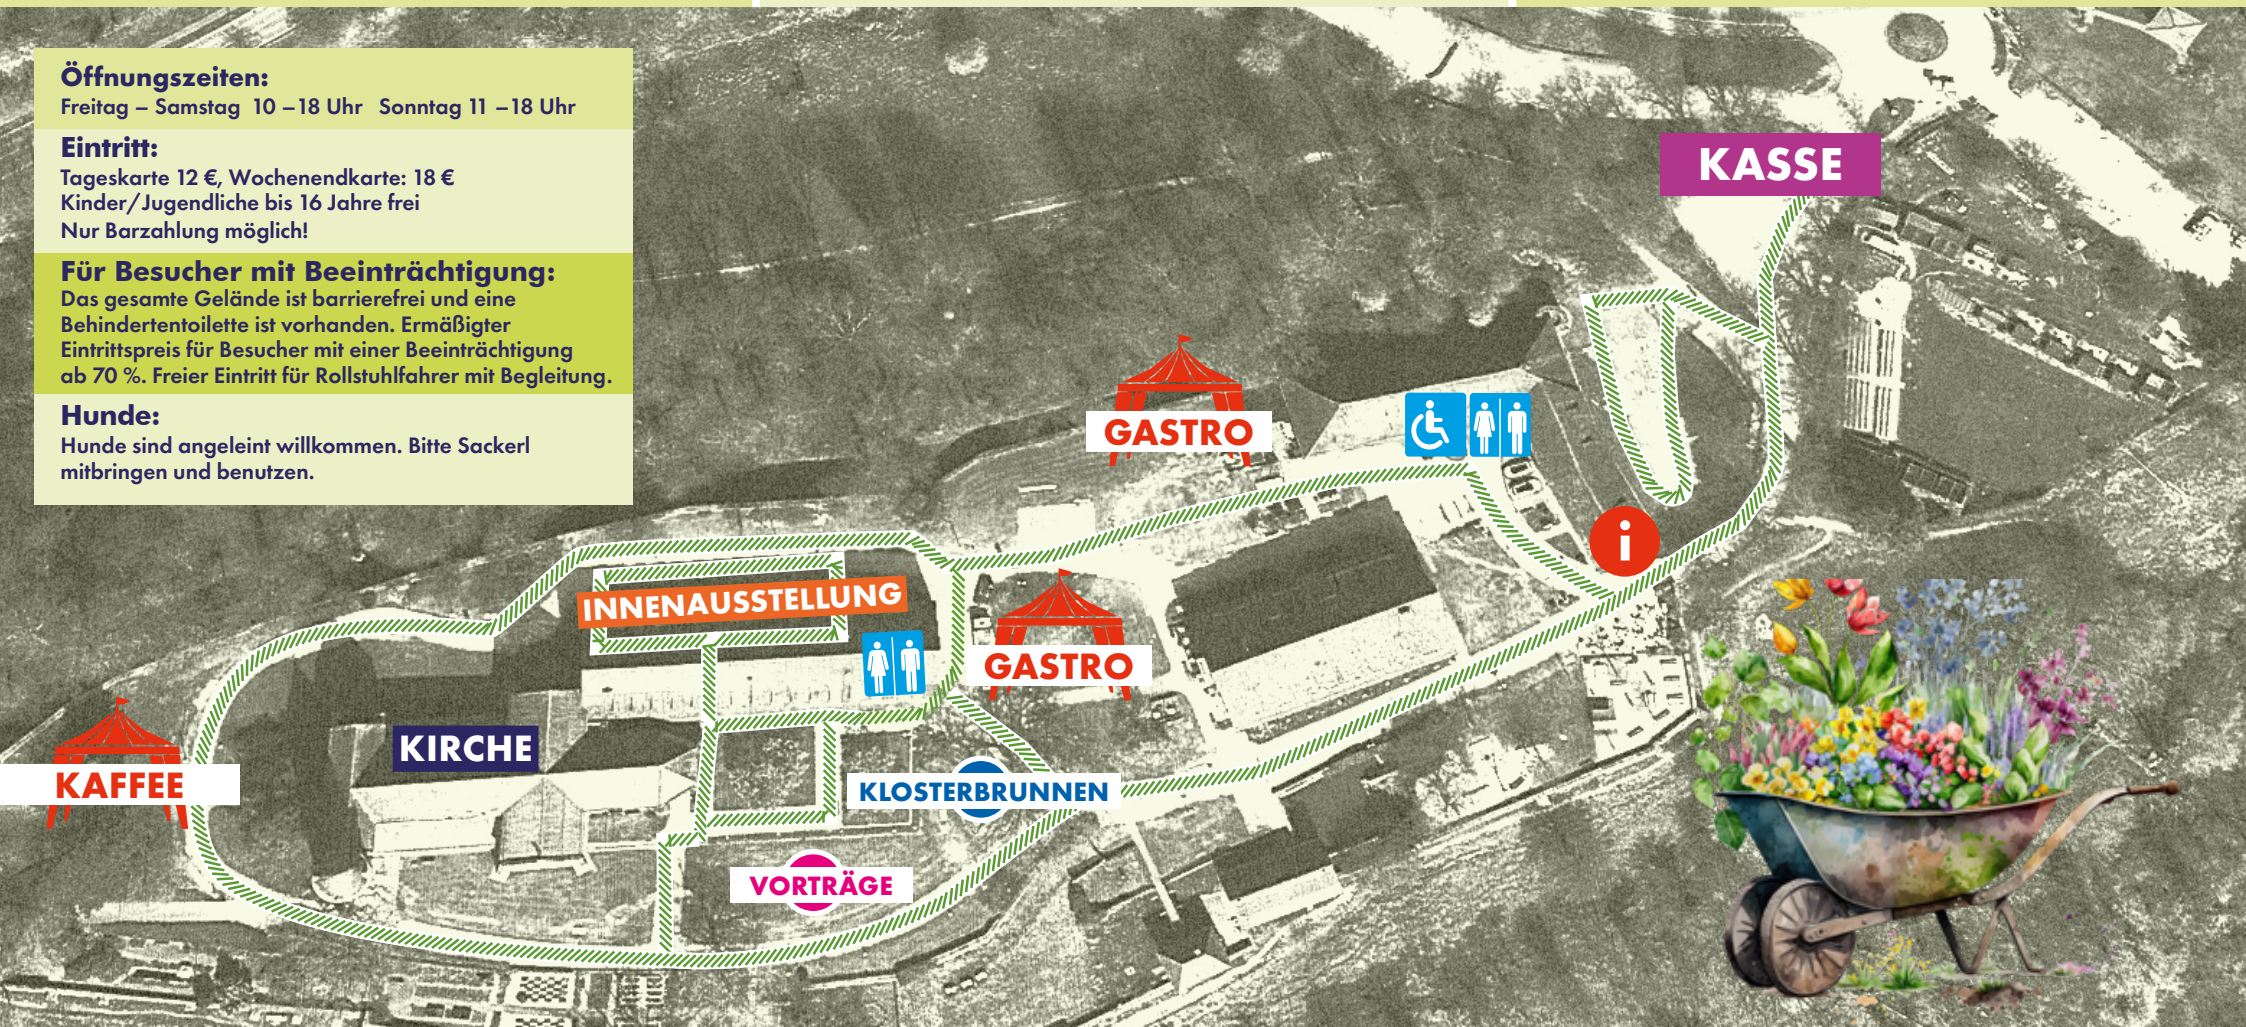 Öffnungszeiten:
Freitag – Samstag 10 –18 Uhr Sonntag 11 –18 Uhr
Eintritt:
Tageskarte 12 €, Wochenendkarte: 18 €
Kinder/Jugendliche bis 16 Jahre frei
Nur Barzahlung möglich!
Für Besucher mit Beeinträchtigung:
Das gesamte Gelände ist barrierefrei und eine
Behindertentoilette ist vorhanden. Ermäßigter
Eintrittspreis für Besucher mit einer Beeinträchtigung
ab 70 %. Freier Eintritt für Rollstuhlfahrer mit Begleitung.
Hunde:
Hunde sind angeleint willkommen. Bitte Sackerl
mitbringen und benutzen.
KASSE
GASTRO
i
INNENAUSSTELLUNG
GASTRO
KIRCHE
KAFFEE
KLOSTERBRUNNEN
VORTRÄGE